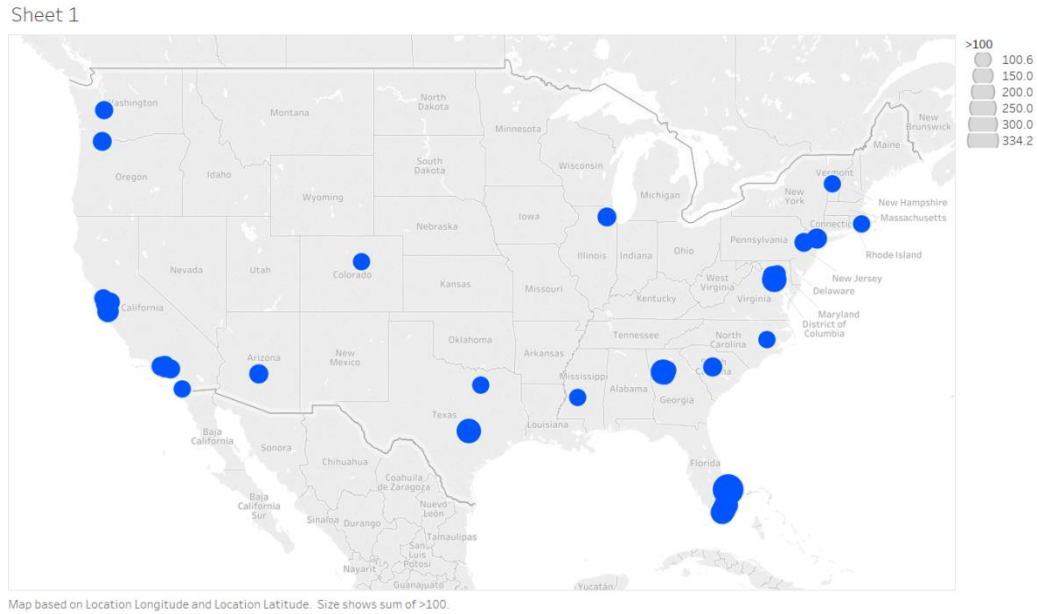 Sheet 1
>100
100.6
150.0
200.0
250.0
300.0
334.2
Washington
Montana
North
Dakota
Minnesota
Maine
New
Brunswick
Oregon
Idaho
South
Dakota
Wisconsin
Michigan
Vermont
New
York
New Hampshire
Massachusetts
Wyoming
Iowa
Nebraska
Connectic
Rhode Island
Pennsylvania
Illinois
Indiana
Ohio
Nevada
Utah
Colorado
Kansas
Missouri
West
Virginia
Virginia
New Jersey
Delaware
Maryland
District of
Columbia
California
Kentucky
Oklahoma
Arkansas
Tennessee
North
Carolina
Arizona
New
Mexico
Mississippi
Alabama
Georgia
Texas
Louisiana
Florida
Baja
California
Sonora
Chihuahua
Coahuila
de Zaragoza
Baja
California
Sur
Nuevo
León
Sinaloa
Durango
Tamaulipas
San
Luis
Potosí
Nayarit
Guanajuato
Yucatán
Map based on Location Longitude and Location Latitude. Size shows sum of >100.